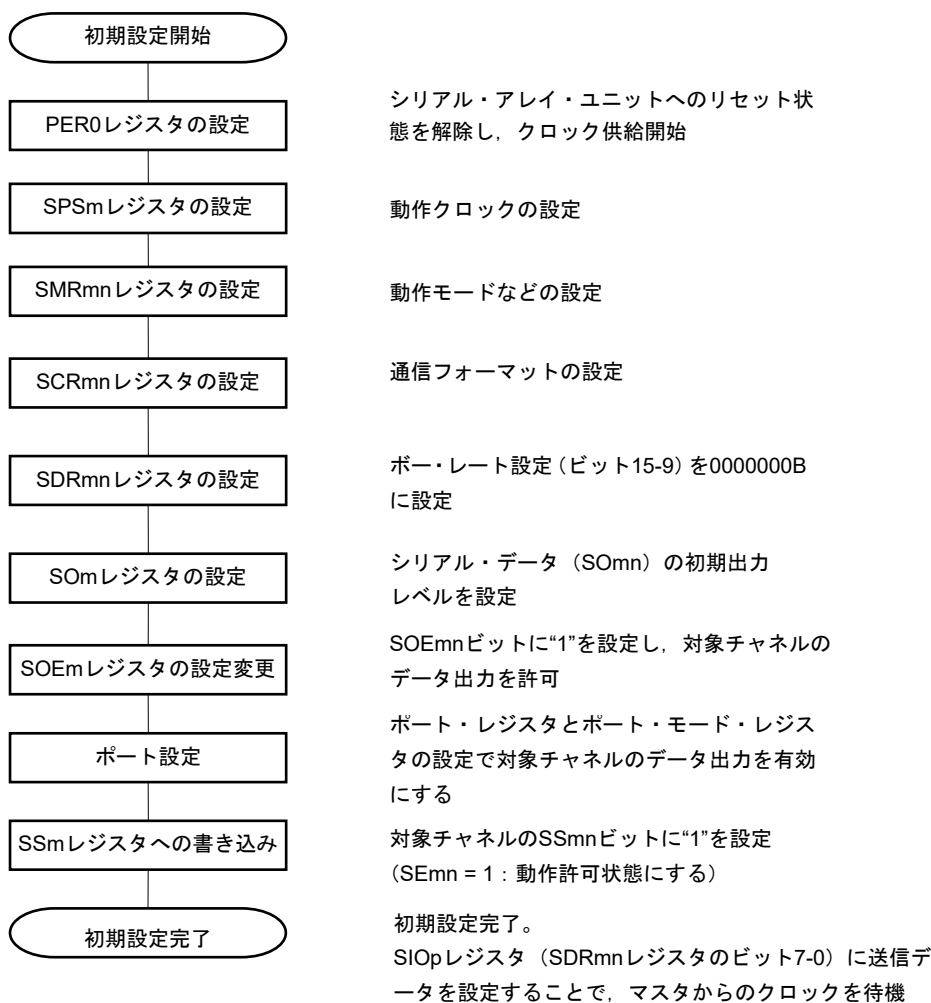 初期設定開始
PER0レジスタの設定
シリアル・アレイ・ユニットへのリセット状
態を解除し，クロック供給開始
SPSmレジスタの設定
動作クロックの設定
SMRmnレジスタの設定
動作モードなどの設定
SCRmnレジスタの設定
通信フォーマットの設定
SDRmnレジスタの設定
ボー・レート設定（ビット15-9）を0000000B
に設定
SOmレジスタの設定
シリアル・データ（SOmn）の初期出力
レベルを設定
SOEmレジスタの設定変更
SOEmnビットに“1”を設定し，対象チャネルの
データ出力を許可
ポート設定
ポート・レジスタとポート・モード・レジス
タの設定で対象チャネルのデータ出力を有効
にする
SSmレジスタへの書き込み
対象チャネルのSSmnビットに“1”を設定
（SEmn = 1：動作許可状態にする）
初期設定完了
初期設定完了。
SIOpレジスタ（SDRmnレジスタのビット7-0）に送信デ
ータを設定することで，マスタからのクロックを待機